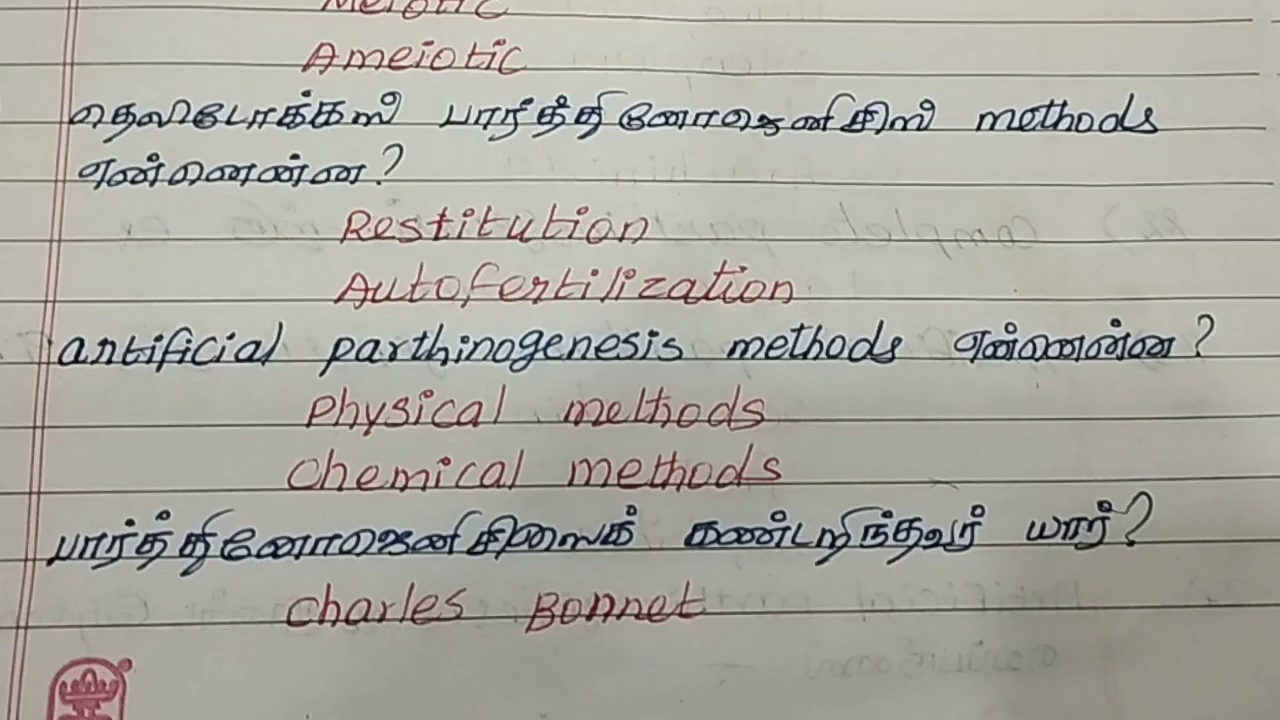 Meiotic
Ameiotic
தெலிடோக்கஸி பார்த்தினோஜெனிசிஸ் methods
என்னென்ன?
Restitution
Autofertilization
artificial parthinogenesis methods என்னென்ன?
Physical methods
Chemical methods
பார்த்தினோஜெனிசிஸைக் கண்டறிந்தவர் யார்?
Charles Bonnet